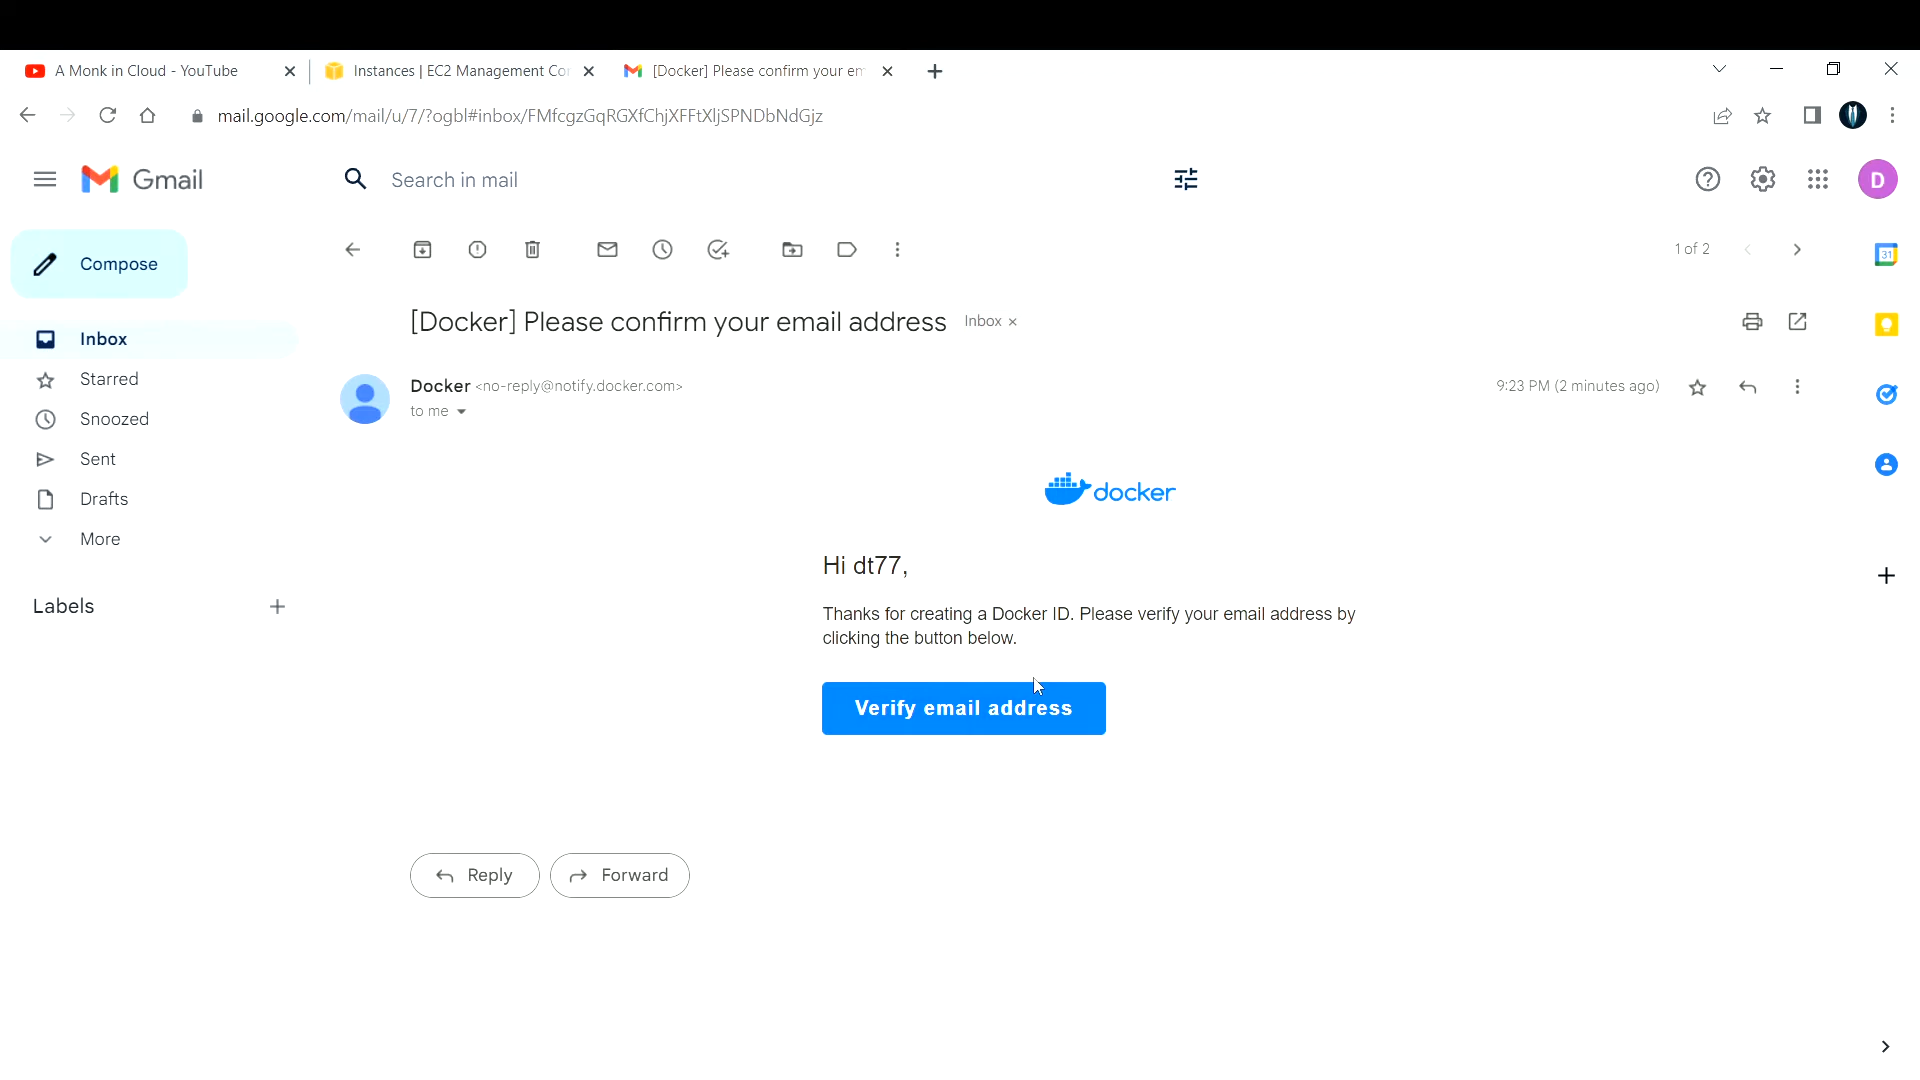 A Monk in Cloud - YouTube
Instances | EC2 Management Co
[Docker] Please confirm your em
mail.google.com/mail/u/7/?ogbl#inbox/FMfcgzGqRGXfChjXFFtXljSPNDbNdGjz
Gmail
Search in mail
D
Compose
1 of 2
31
[Docker] Please confirm your email address
Inbox ×
Inbox
Starred
Docker <no-reply@notify.docker.com>
9:23 PM (2 minutes ago)
to me
Snoozed
Sent
docker
Drafts
More
Hi dt77,
Labels
Thanks for creating a Docker ID. Please verify your email address by
clicking the button below.
Verify email address
Reply
Forward